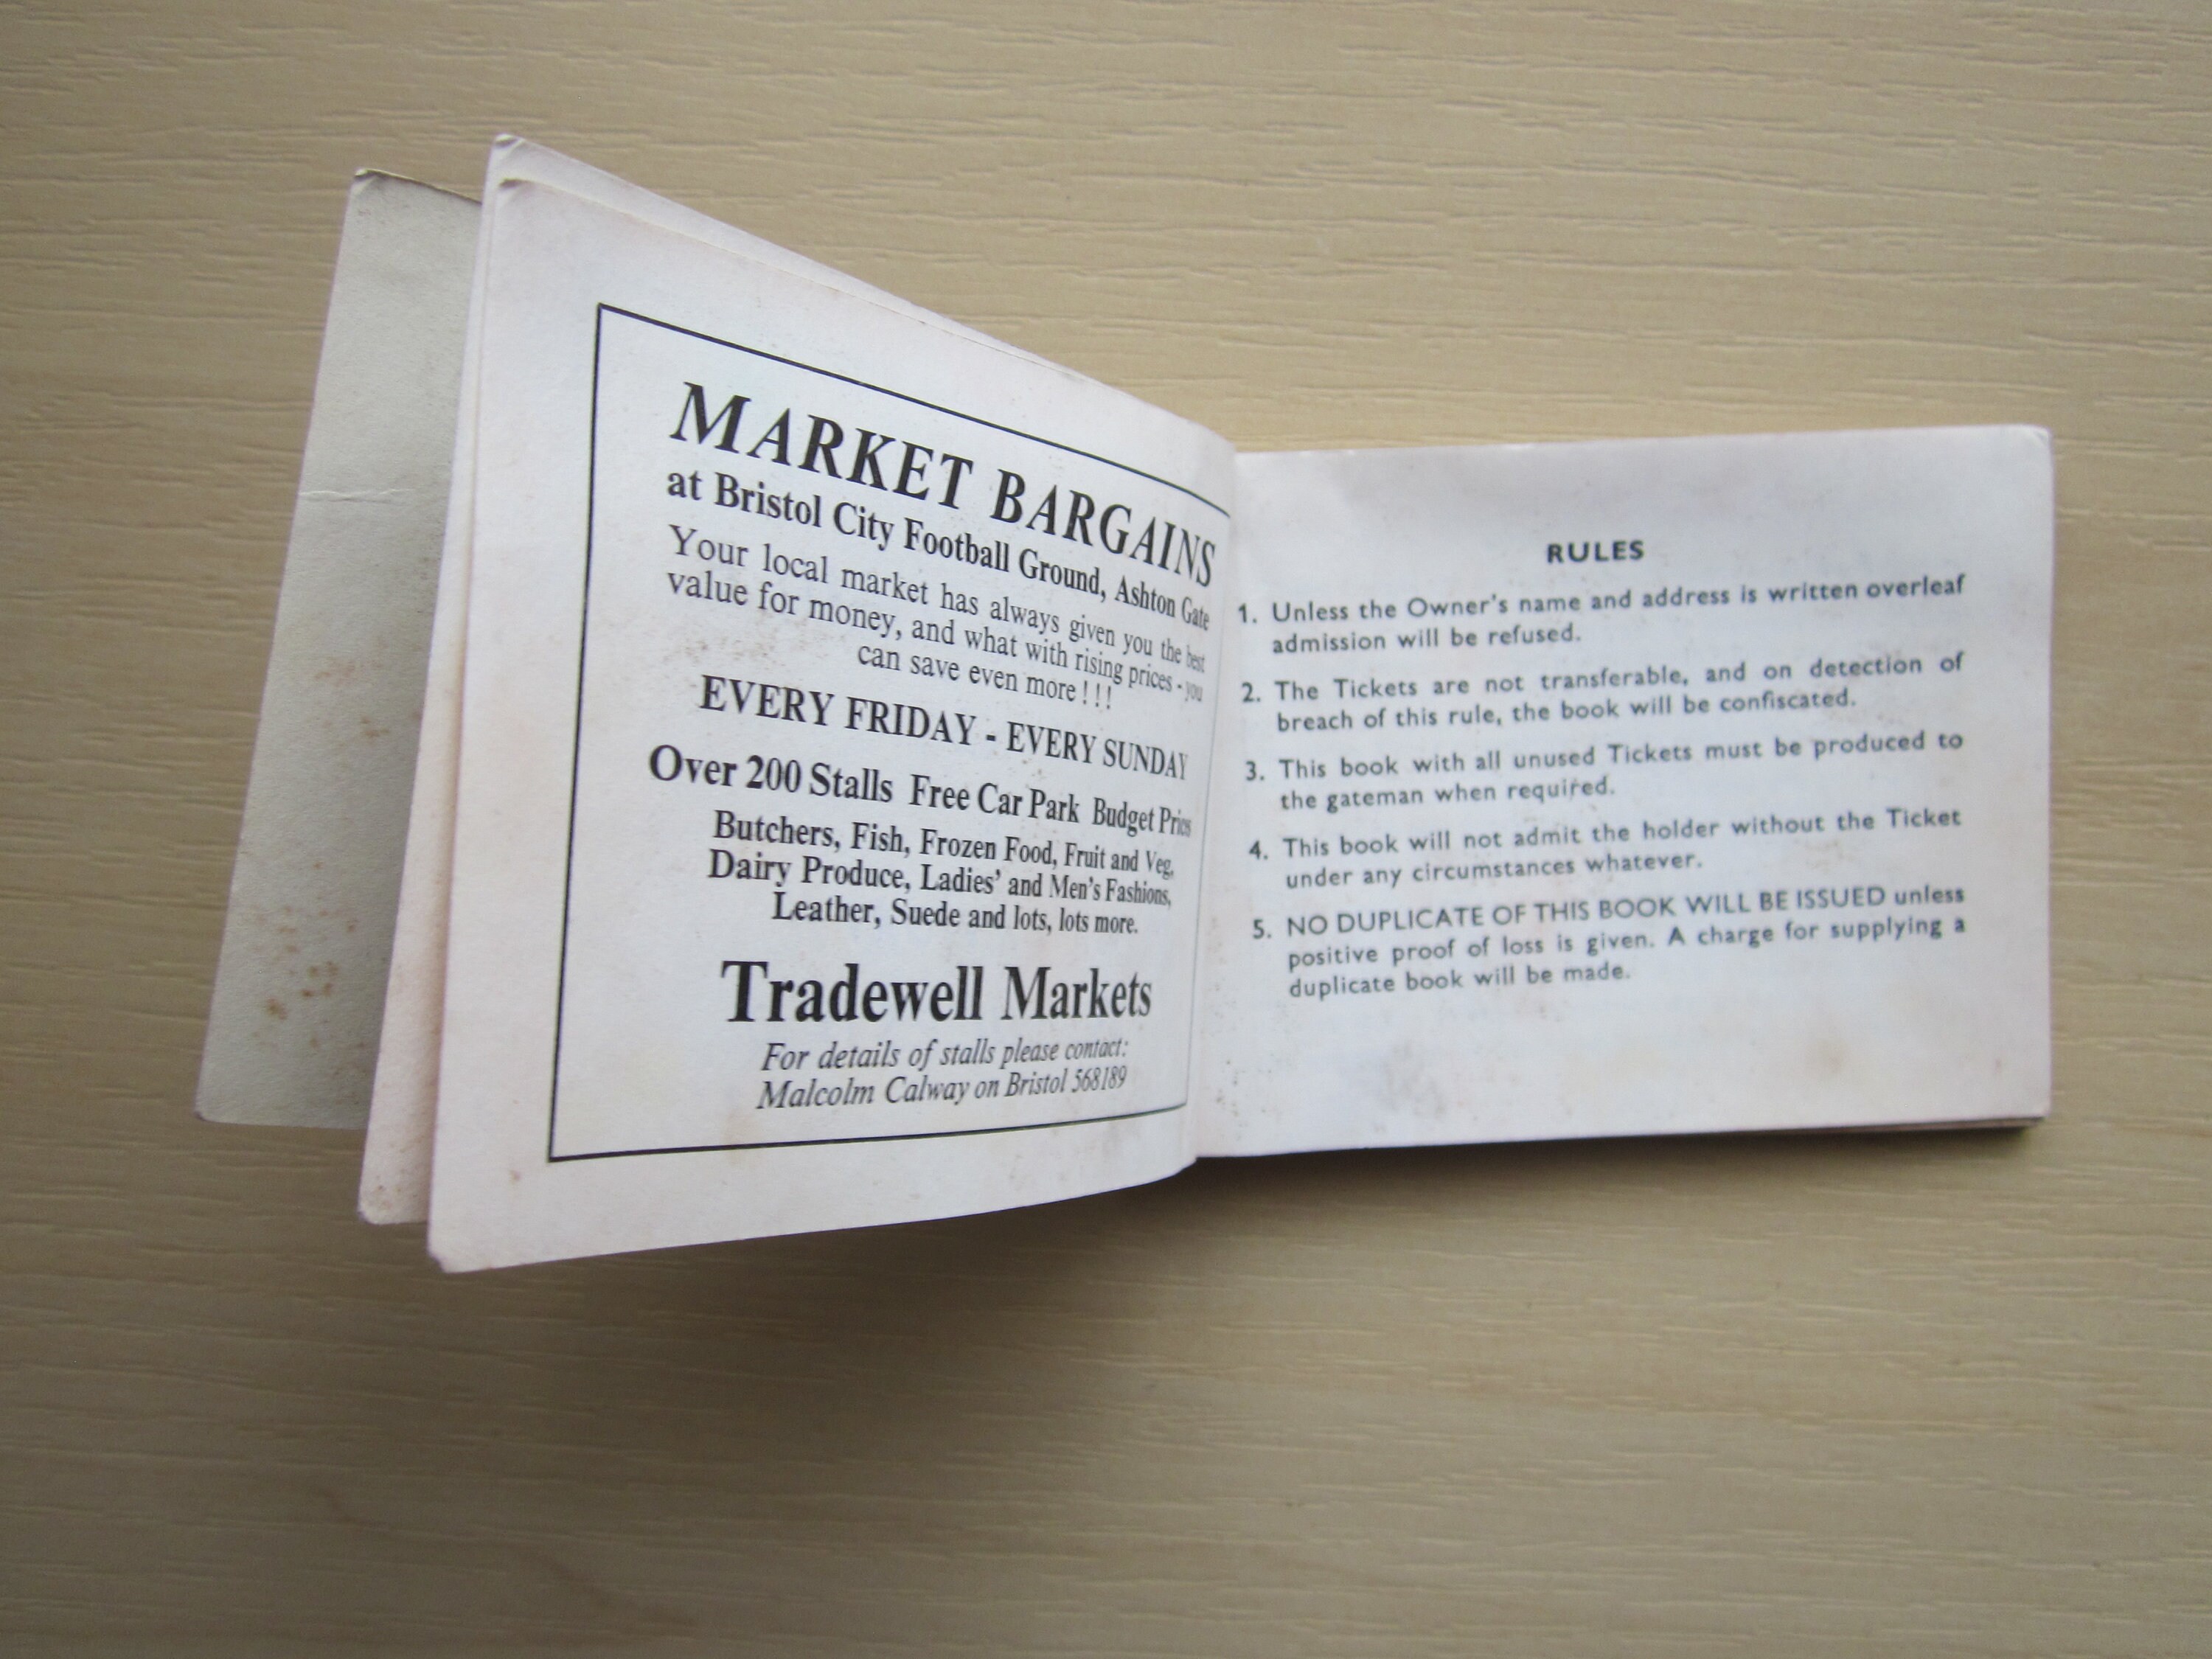 MARKET BARGAINS
at Bristol City Football Ground, Ashton Gate
Your local market has always given you the best
value for money, and what with rising prices - you
can save even more ! ! !
EVERY FRIDAY - EVERY SUNDAY
Over 200 Stalls Free Car Park Budget Prices
Butchers, Fish, Frozen Food, Fruit and Veg,
Dairy Produce, Ladies' and Men's Fashions,
Leather, Suede and lots, lots more.
Tradewell Markets
For details of stalls please contact:
Malcolm Calway on Bristol 568189
RULES
1. Unless the Owner's name and address is written overleaf
admission will be refused.
2. The Tickets are not transferable, and on detection of
breach of this rule, the book will be confiscated.
3. This book with all unused Tickets must be produced to
the gateman when required.
4. This book will not admit the holder without the Ticket
under any circumstances whatever.
5. NO DUPLICATE OF THIS BOOK WILL BE ISSUED unless
positive proof of loss is given. A charge for supplying a
duplicate book will be made.